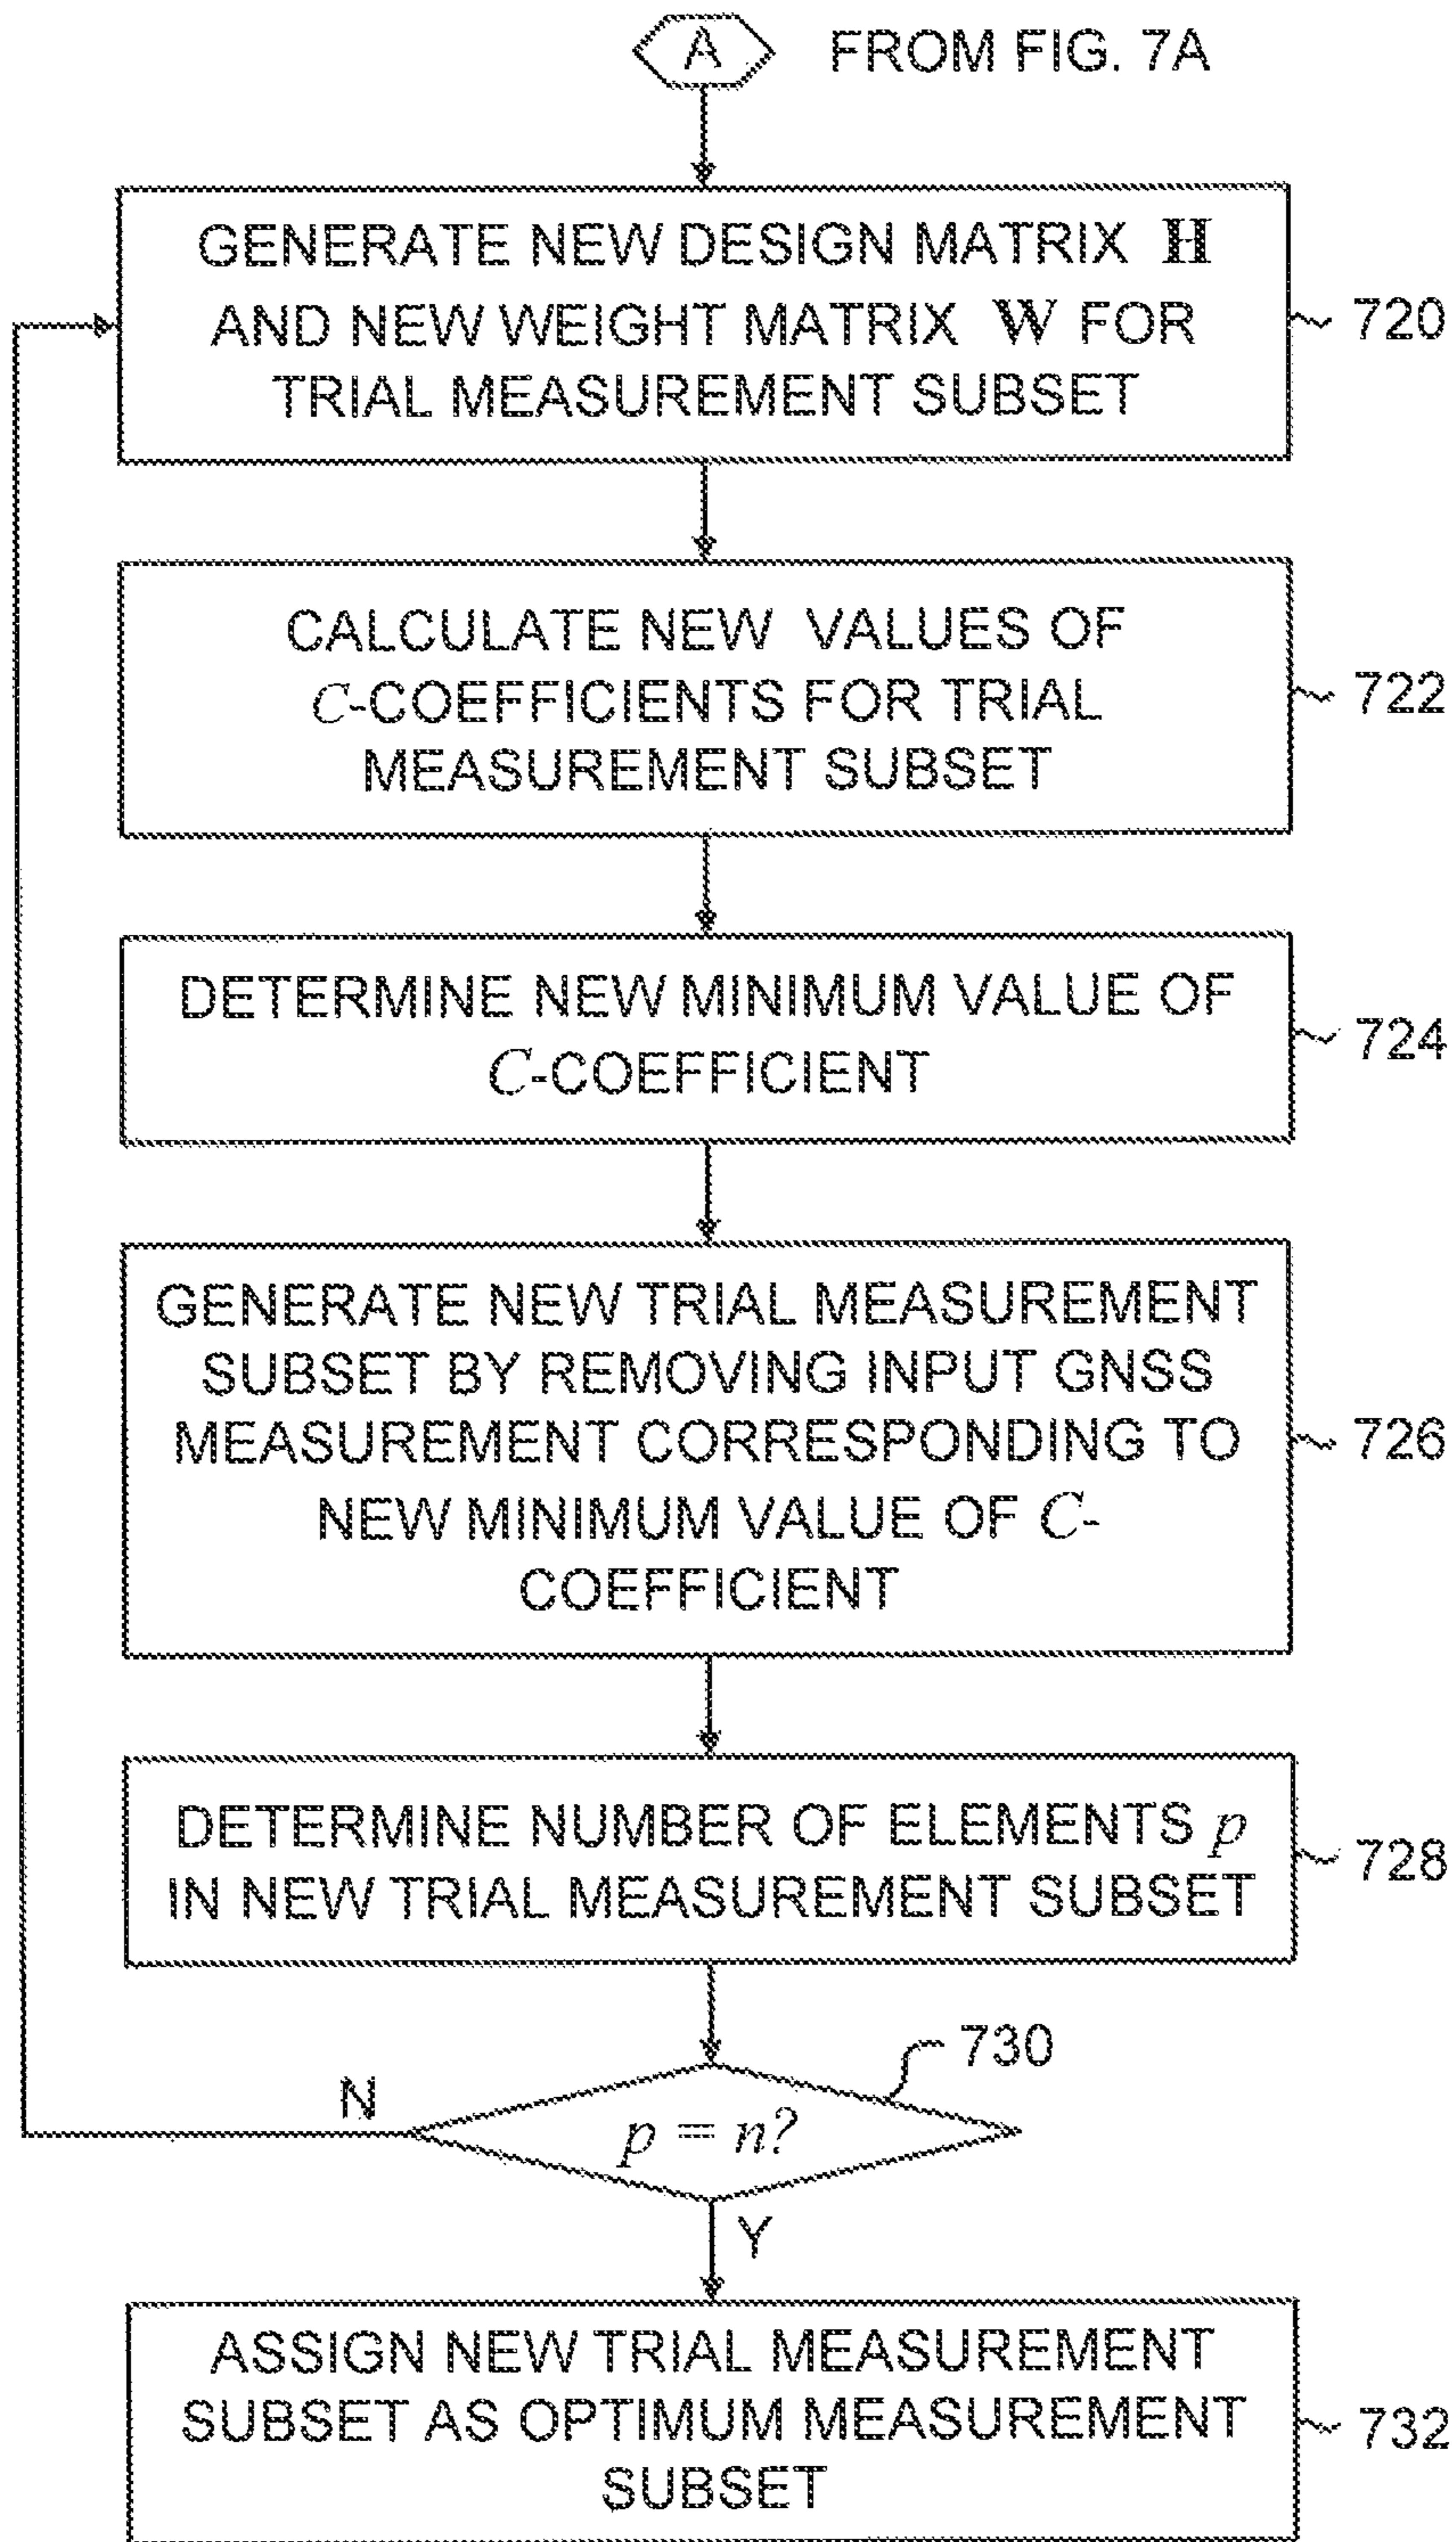 A FROM FIG. 7A
GENERATE NEW DESIGN MATRIX H
AND NEW WEIGHT MATRIX W FOR
TRIAL MEASUREMENT SUBSET
720
CALCULATE NEW VALUES OF
C-COEFFICIENTS FOR TRIAL
MEASUREMENT SUBSET
722
DETERMINE NEW MINIMUM VALUE OF
C-COEFFICIENT
724
GENERATE NEW TRIAL MEASUREMENT
SUBSET BY REMOVING INPUT GNSS
MEASUREMENT CORRESPONDING TO
NEW MINIMUM VALUE OF C-
COEFFICIENT
726
DETERMINE NUMBER OF ELEMENTS p
IN NEW TRIAL MEASUREMENT SUBSET
728
730
N
p = n?
Y
ASSIGN NEW TRIAL MEASUREMENT
SUBSET AS OPTIMUM MEASUREMENT
SUBSET
732